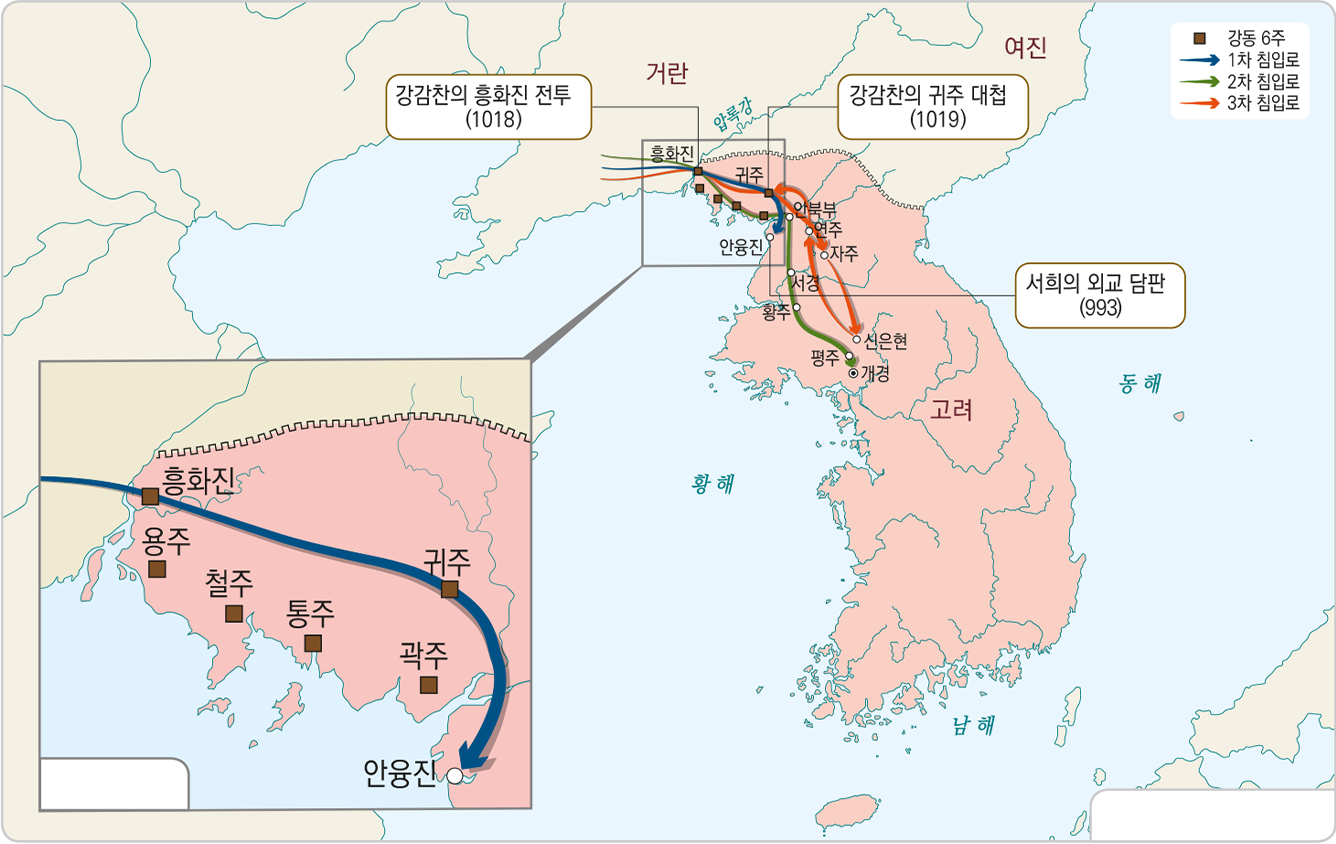 여진
강동 6주
1차 침입로
2차 침입로
3차 침입로
거란
강감찬의 흥화진 전투
(1018)
강감찬의 귀주 대첩
(1019)
압록강
흥화진
귀주
안북부
연주
안융진
자주
서경
서희의 외교 담판
(993)
황주
신은현
평주
개경
동해
고려
황해
남해
흥화진
용주
귀주
철주
통주
곽주
안융진